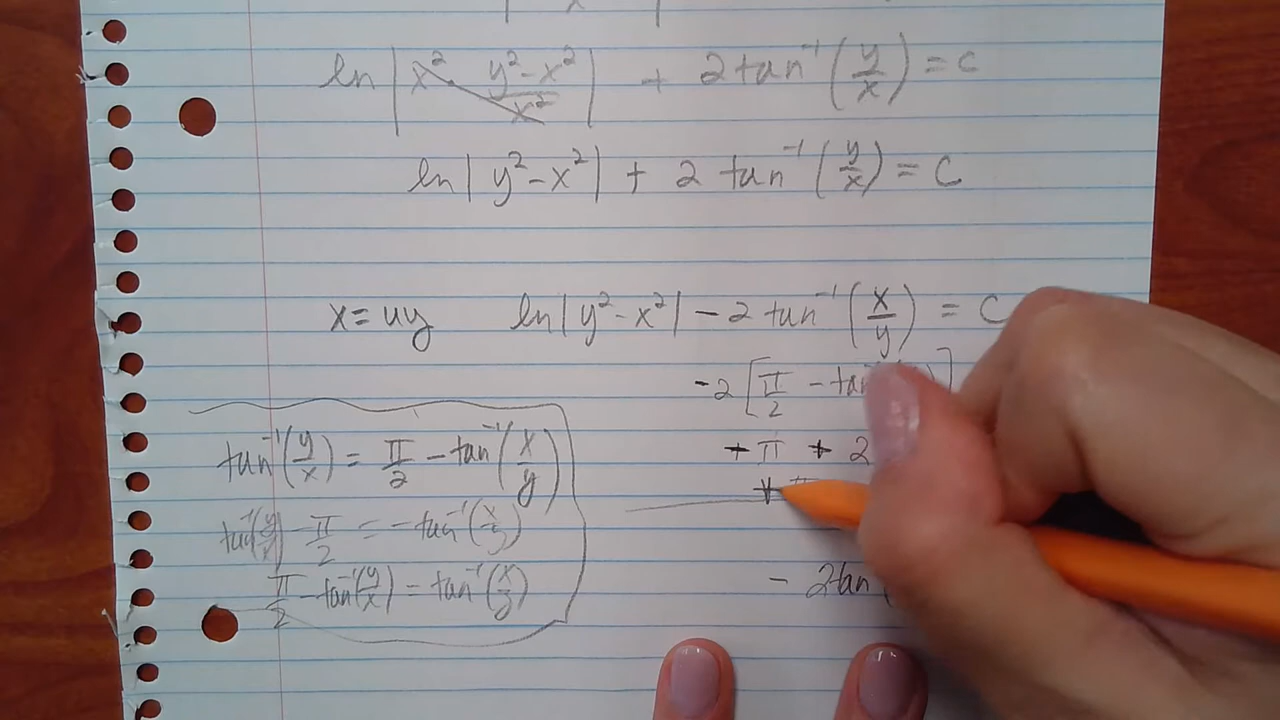 x
ln | x² y²-x² / x² | + 2 tan⁻¹(y/x) = c
ln | y²-x² | + 2 tan⁻¹(y/x) = C
x = uy ln | y²-x² | - 2 tan⁻¹(x/y) = C
-2 [ π/2 - tan
tan⁻¹(y/x) = π/2 - tan⁻¹(x/y)
+ π + 2
tan⁻¹(y/x) - π/2 = - tan⁻¹(x/y)
π/2 - tan⁻¹(y/x) = tan⁻¹(x/y)
- 2 tan